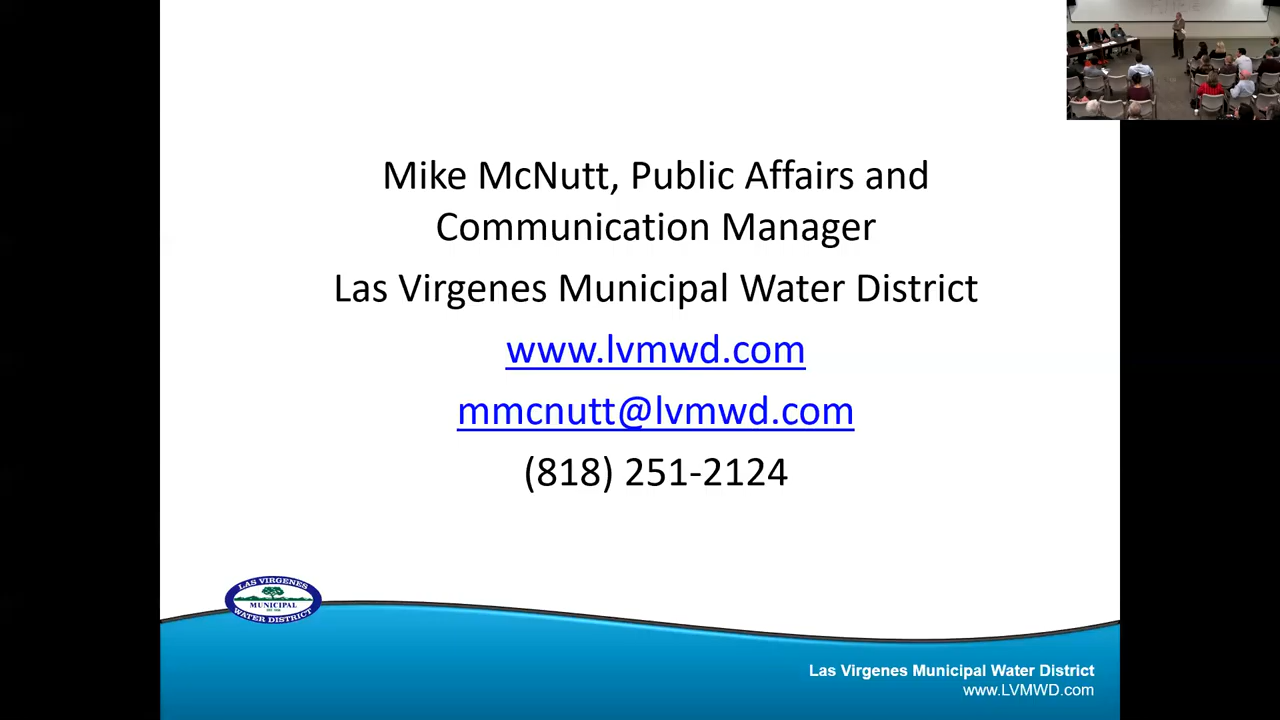 Mike McNutt, Public Affairs and
Communication Manager
Las Virgenes Municipal Water District
www.lvmwd.com
mmcnutt@lvmwd.com
(818) 251-2124
LAS VIRGENES
MUNICIPAL
WATER DISTRICT
Las Virgenes Municipal Water District
www.LVMWD.com